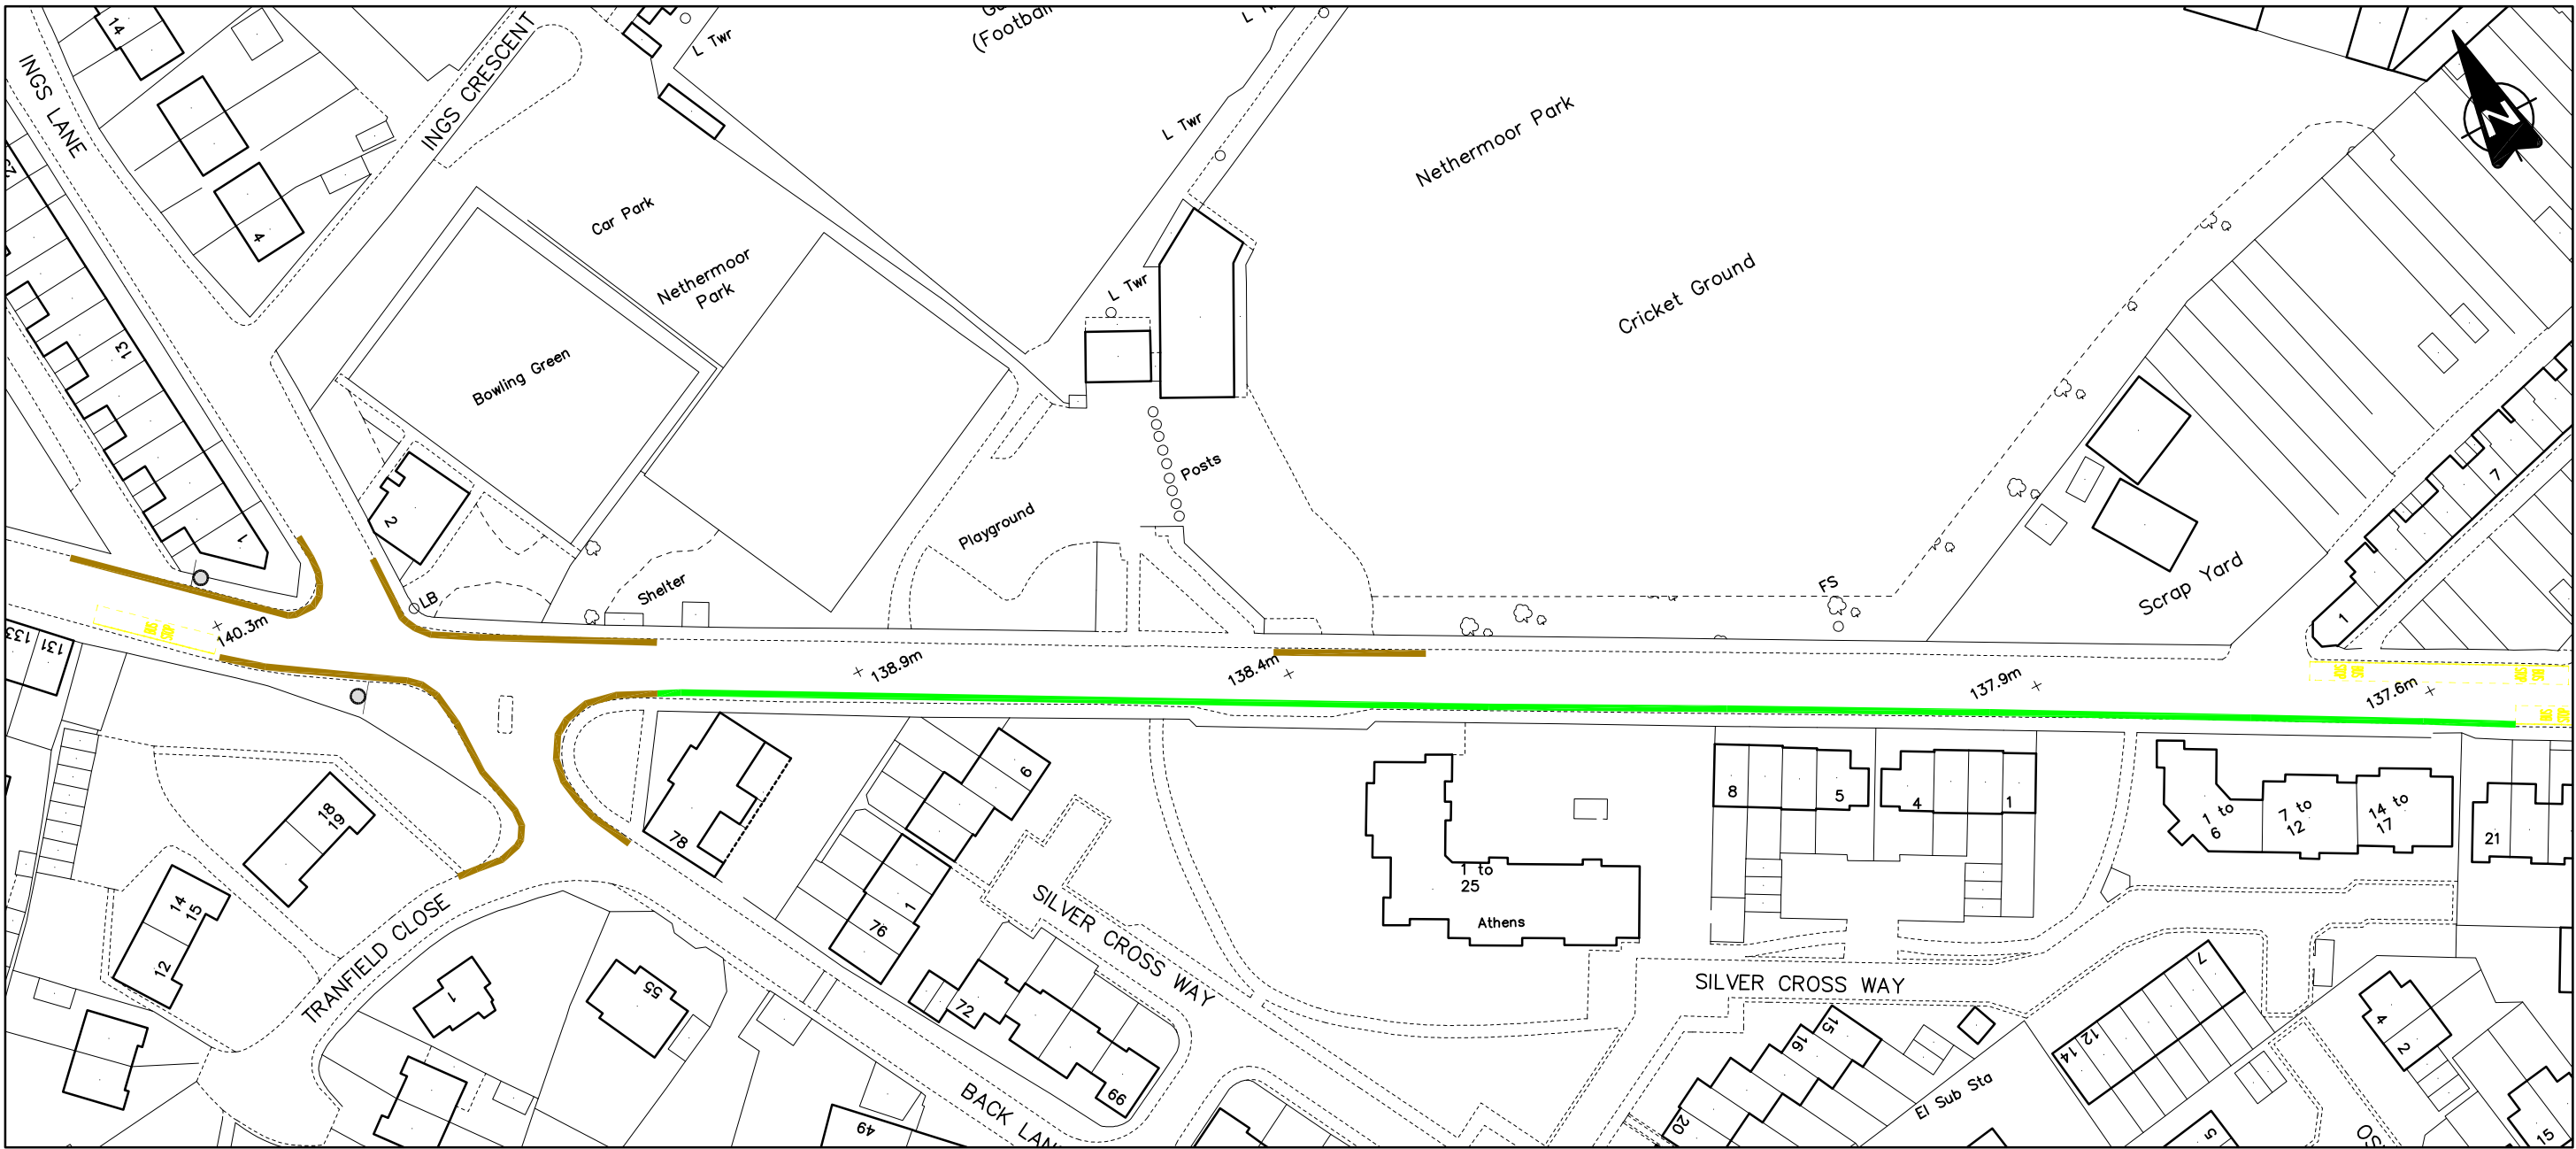 14
INGS LANE
INGS CRESCENT
L Twr
(Football
L Twr
Nethermoor Park
N
4
Car Park
Nethermoor
Park
L Twr
Cricket Ground
13
Bowling Green
2
1
Posts
Playground
Shelter
LB
FS
Scrap Yard
7
1
140.3m
138.9m
138.4m
137.9m
137.6m
133
131
78
6
8
5
4
1
1 to
6
7 to
12
14 to
17
21
18
19
14
15
12
1 to
25
Athens
1
76
SILVER CROSS WAY
SILVER CROSS WAY
TRANFIELD CLOSE
1
55
72
66
BACK LAN
49
15
16
20
El Sub Sta
7
12
14
4
2
5
15